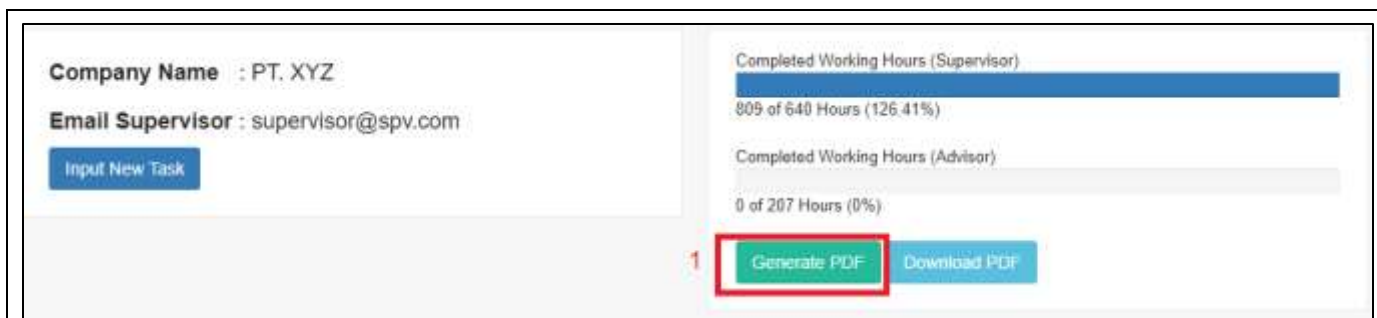 Company Name : PT. XYZ
Email Supervisor : supervisor@spv.com
Input New Task
Completed Working Hours (Supervisor)
809 of 640 Hours (126.41%)
Completed Working Hours (Advisor)
0 of 207 Hours (0%)
1
Generate PDF
Download PDF